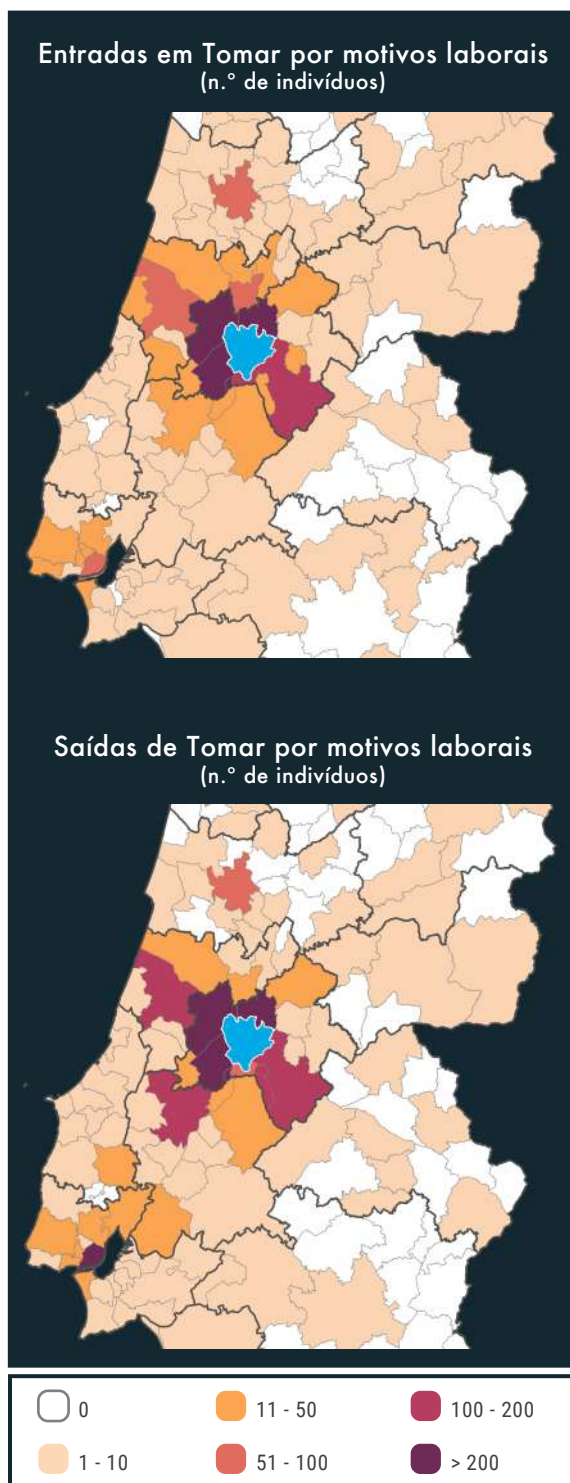 Entradas em Tomar por motivos laborais
(n.º de indivíduos)
Saídas de Tomar por motivos laborais
(n.º de indivíduos)
0
11 - 50
100 - 200
1 - 10
51 - 100
> 200